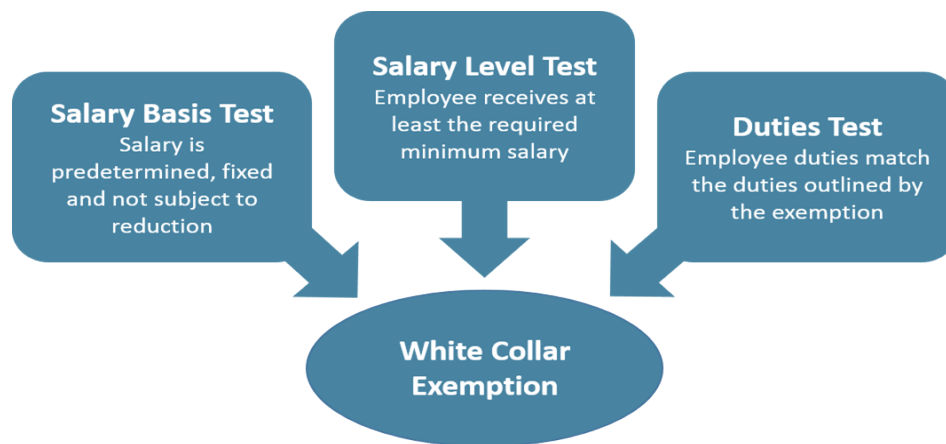 Salary Basis Test
Salary is
predetermined, fixed
and not subject to
reduction
Salary Level Test
Employee receives at
least the required
minimum salary
Duties Test
Employee duties match
the duties outlined by
the exemption
White Collar
Exemption